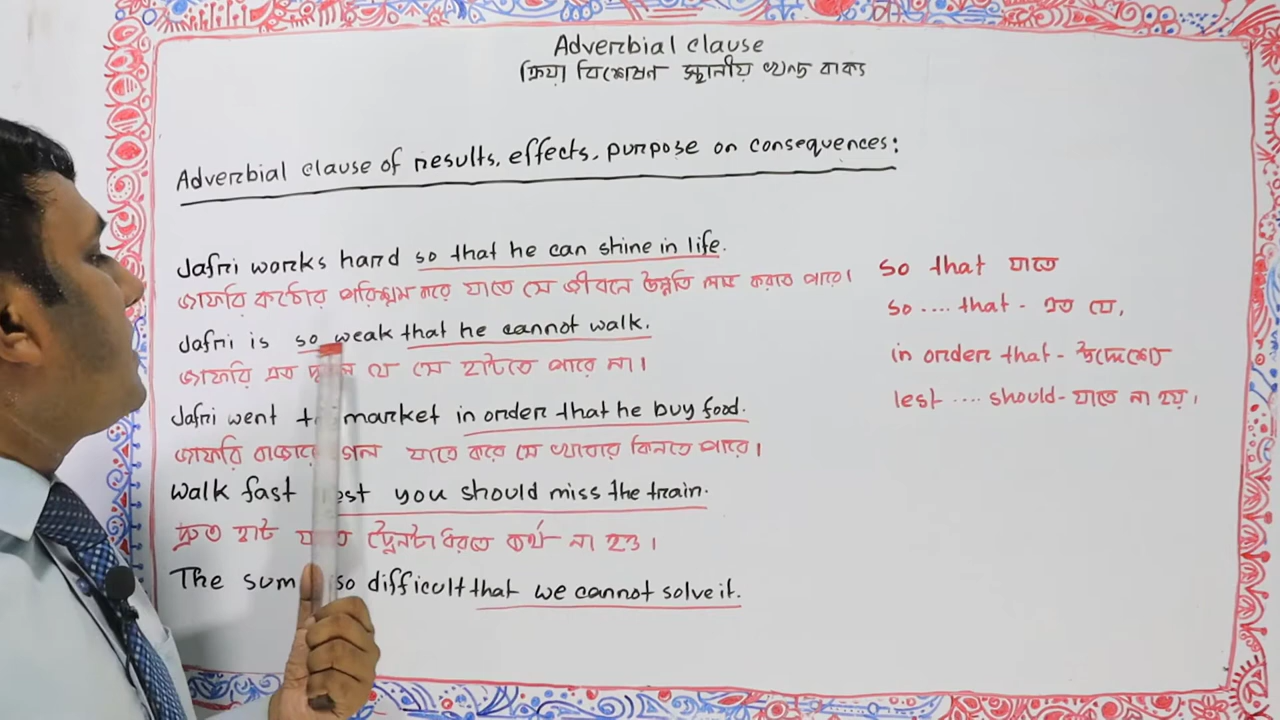 Adverbial clause
ক্রিয়া বিশেষণ স্থানীয় খন্ড বাক্য
Adverbial clause of results, effects, purpose or consequences:
Jafri works hard so that he can shine in life.
জাফরি কঠোর পরিশ্রম করে যাতে সে জীবনে উন্নতি লাভ করতে পারে।
so that যাতে
so .... that - এত যে,
Jafri is so weak that he cannot walk.
in order that - উদ্দেশ্যে
জাফরি এত যে সে হাটতে পারে না।
lest .... should - যাতে না হয়।
Jafri went market in order that he buy food.
জাফরি বাজারে গেল যাতে করে সে খাবার কিনতে পারে।
Walk fast lest you should miss the train.
দ্রুত হাট ট্রেনটা ধরতে ব্যর্থ না হও।
The sum so difficult that we cannot solve it.